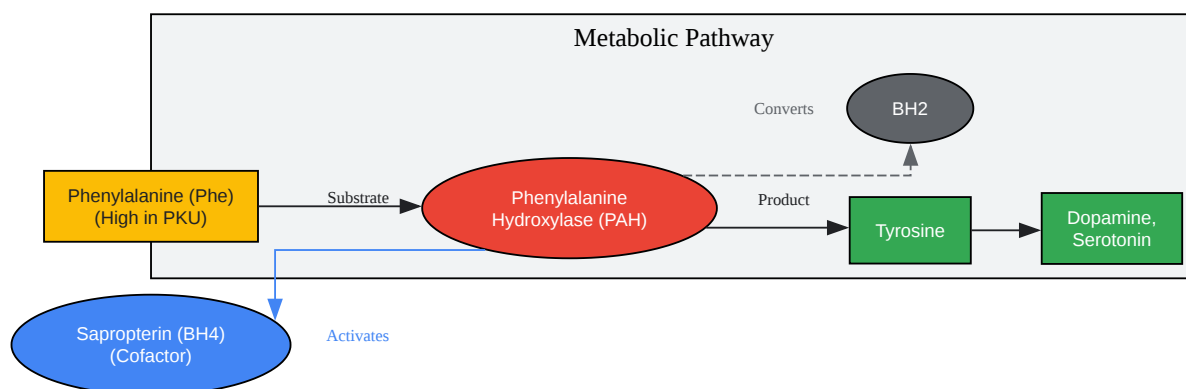 Metabolic Pathway
Converts
BH2
Phenylalanine (Phe)
(High in PKU)
Substrate
Phenylalanine
Hydroxylase (PAH)
Product
Tyrosine
Dopamine,
Serotonin
Sapropterin (BH4)
(Cofactor)
Activates